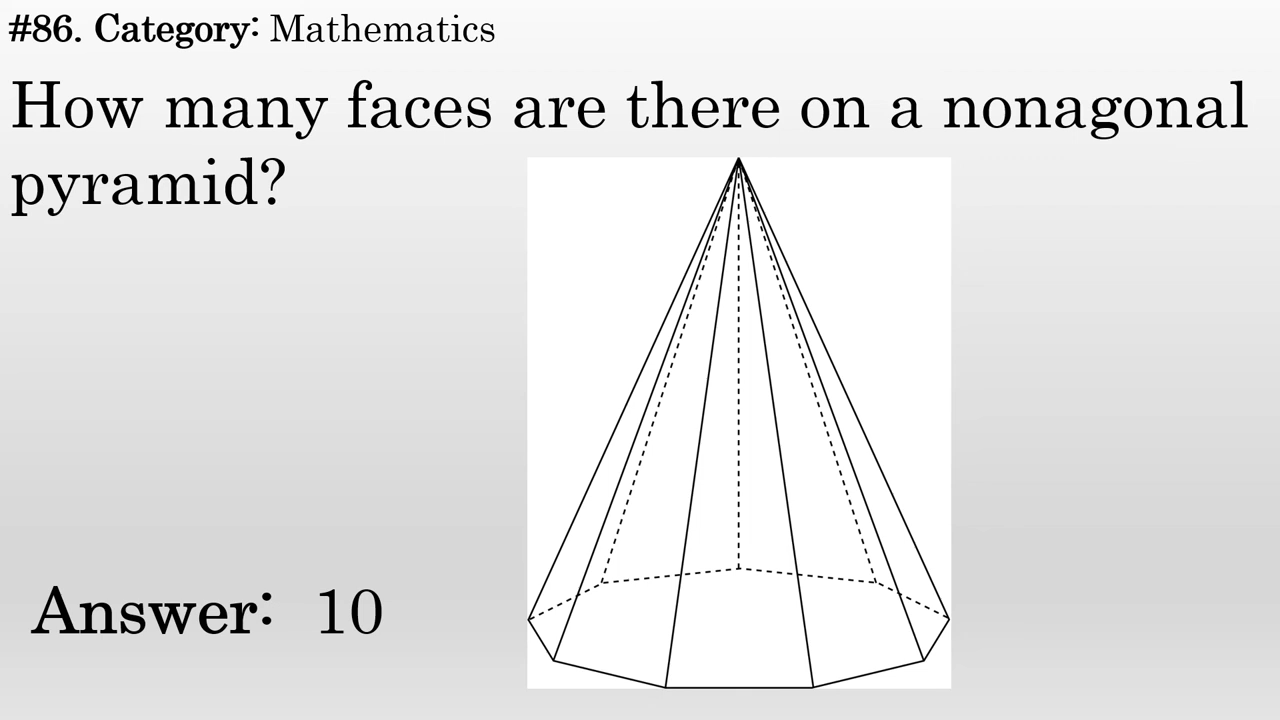 #86. Category: Mathematics
How many faces are there on a nonagonal
pyramid?
Answer: 10